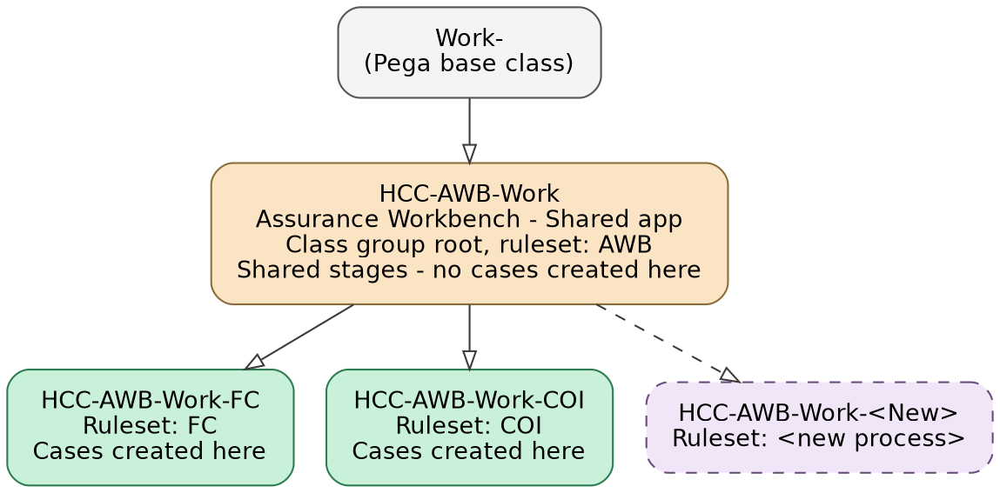 Work-
(Pega base class)
HCC-AWB-Work
Assurance Workbench - Shared app
Class group root, ruleset: AWB
Shared stages - no cases created here
HCC-AWB-Work-FC
Ruleset: FC
Cases created here
HCC-AWB-Work-COI
Ruleset: COI
Cases created here
HCC-AWB-Work-<New>
Ruleset: <new process>